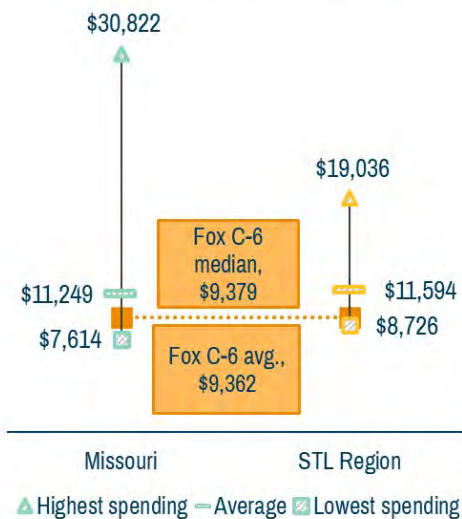 $30,822
$19,036
Fox C-6
median,
$9,379
$11,249
$11,594
$7,614
$8,726
Fox C-6 avg.,
$9,362
Missouri
STL Region
Highest spending
Average
Lowest spending